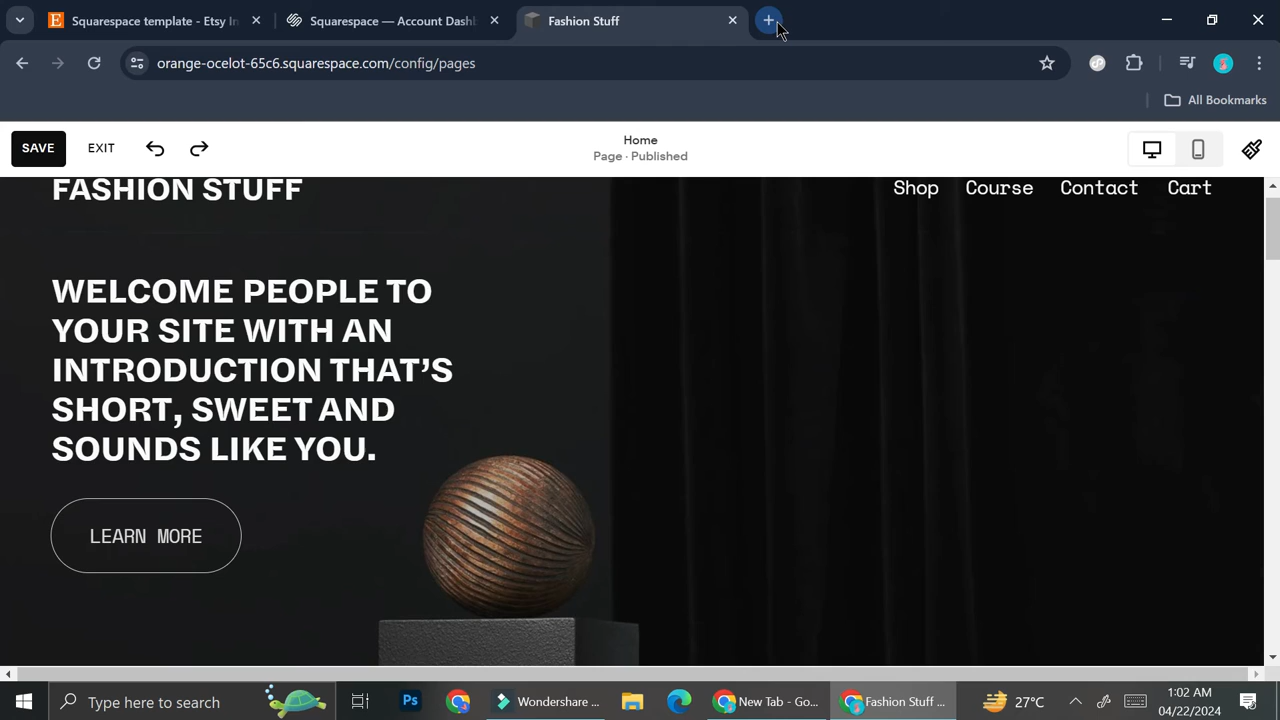 Squarespace template - Etsy In
Squarespace — Account Dashb
Fashion Stuff
orange-ocelot-65c6.squarespace.com/config/pages
All Bookmarks
SAVE
EXIT
Home
Page · Published
FASHION STUFF
Shop
Course
Contact
Cart
WELCOME PEOPLE TO
YOUR SITE WITH AN
INTRODUCTION THAT’S
SHORT, SWEET AND
SOUNDS LIKE YOU.
LEARN MORE
Type here to search
Ps
Wondershare ...
New Tab - Go...
Fashion Stuff ...
27°C
1:02 AM
04/22/2024